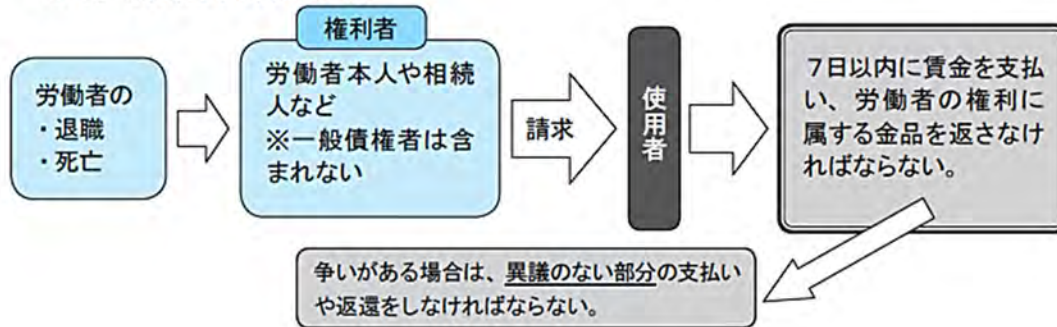 労働者の
・退職
・死亡
権利者
労働者本人や相続
人など
※一般債権者は含
まれない
請求
使用者
７日以内に賃金を支払
い、労働者の権利に
属する金品を返さなけ
ればならない。
争いがある場合は、異議のない部分の支払い
や返還をしなければならない。